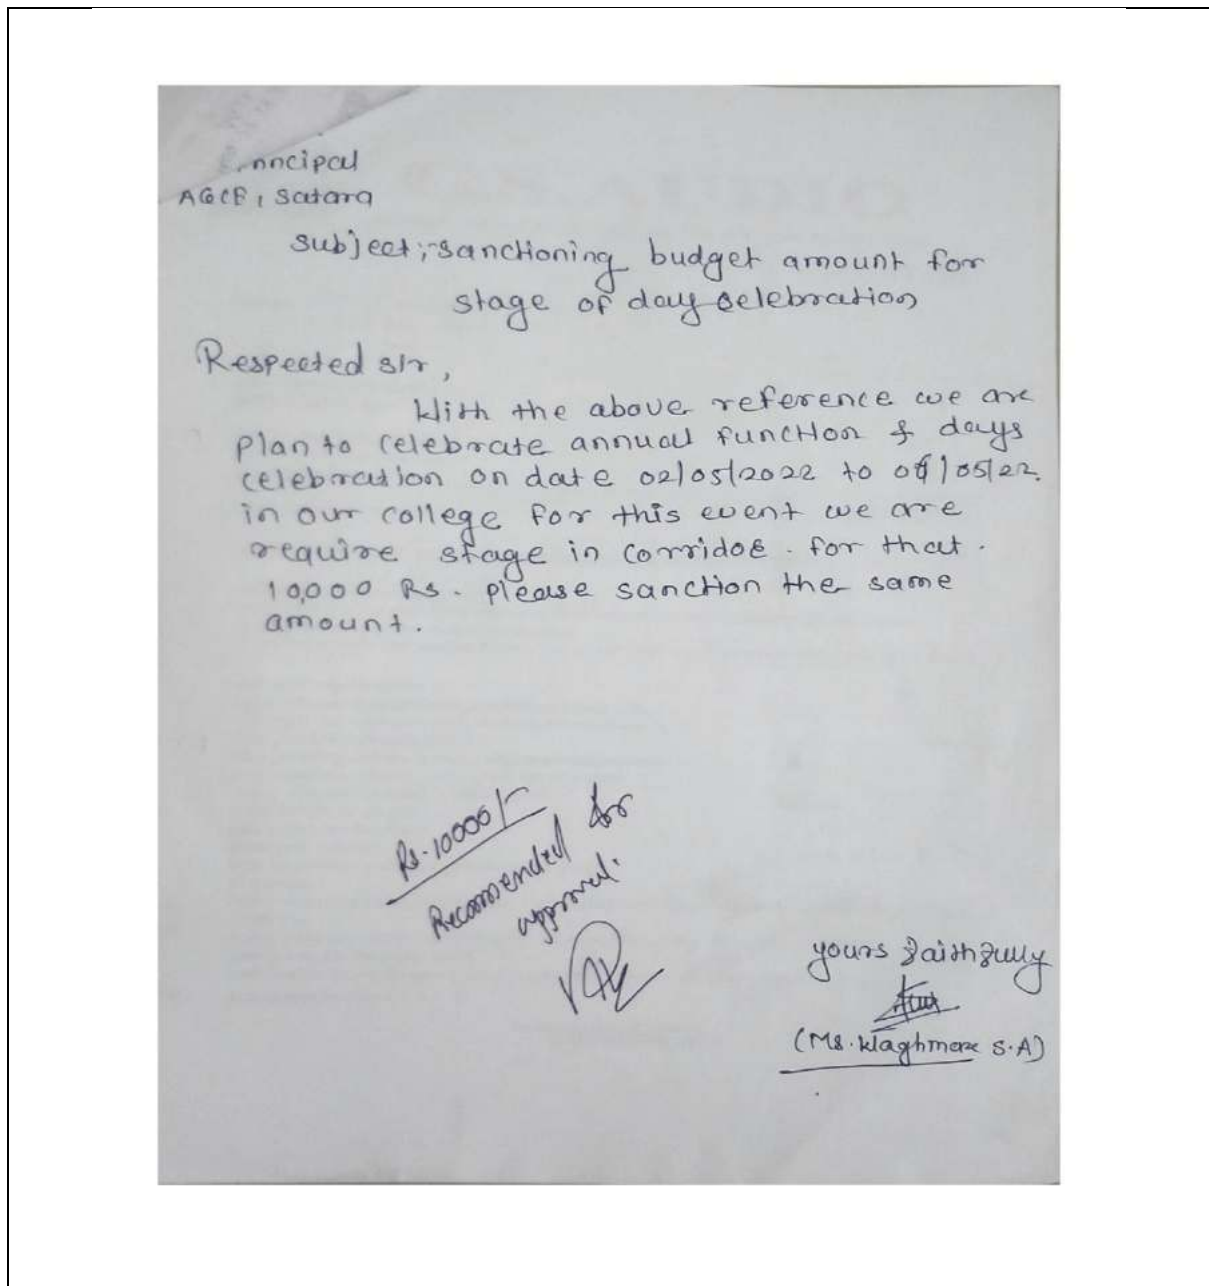 Principal
AGCE, Satara
Subject:- Sanctioning budget amount for
stage of day celebration
Respected sir,
With the above reference we are
plan to celebrate annual function & days
celebration on date 02/05/2022 to /05/22.
in our college for this event we are
require stage in corridoe. for that.
10,000 Rs. please sanction the same
amount.
Rs. 10000/-
Recommended for
approval.
yours faithfully
(Ms. Waghmare S.A)